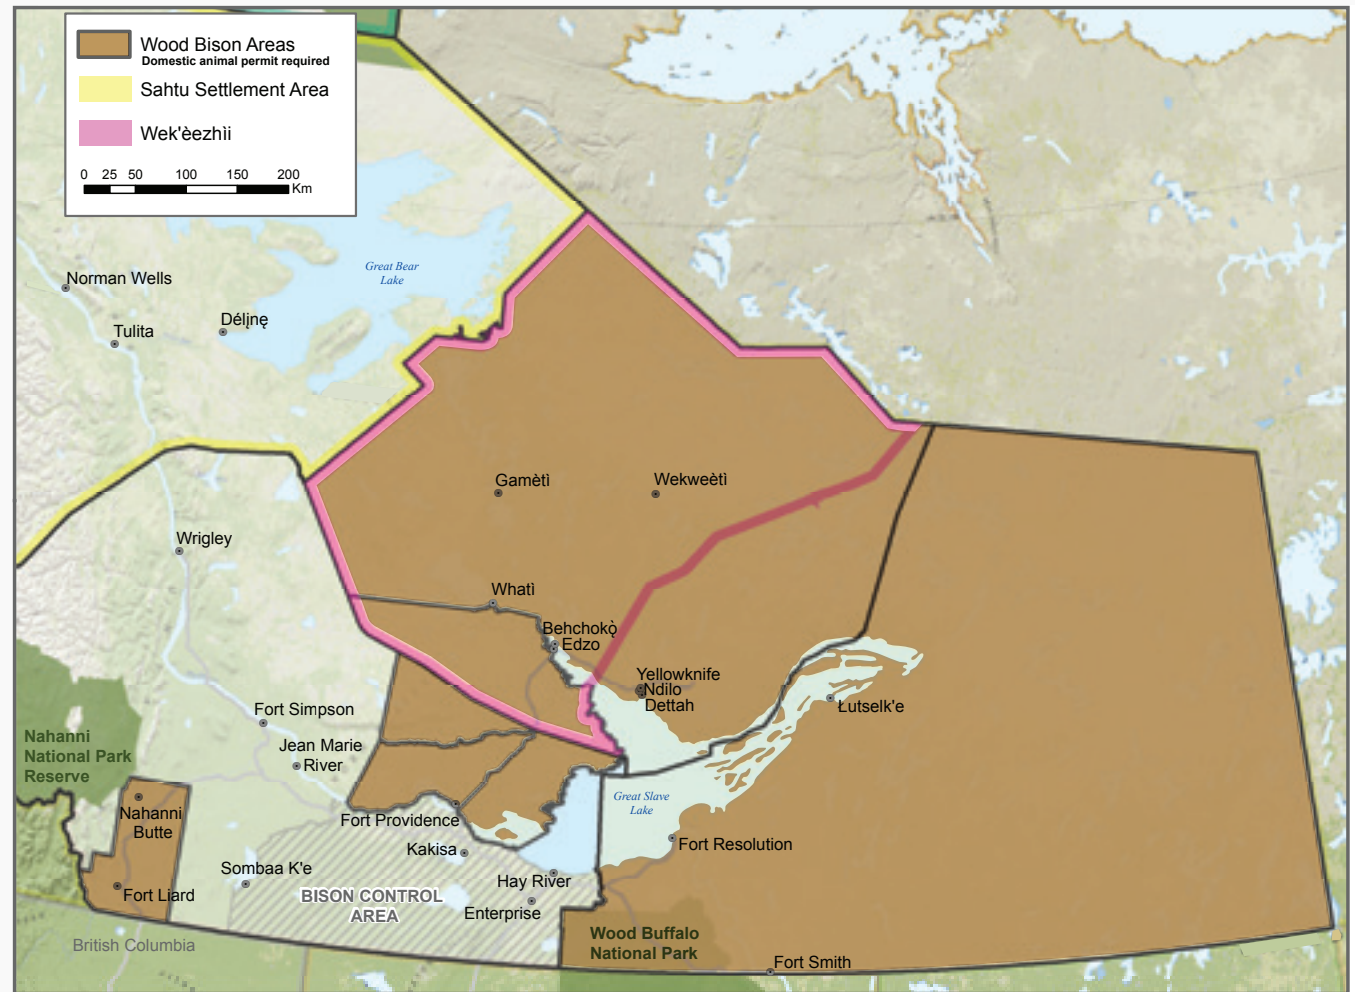 Wood Bison Areas
Domestic animal permit required
Sahtu Settlement Area
Wek'èezhìi
0 25 50 100 150 200
Km
Great Bear
Lake
Norman Wells
Délı̨nę
Tulita
Gamètì
Wekweètì
Wrigley
Whatì
Behchokǫ̀
Edzo
Yellowknife
Ndilo
Dettah
Łutselk'e
Fort Simpson
Jean Marie
River
Nahanni
National Park
Reserve
Nahanni
Butte
Great Slave
Lake
Fort Providence
Kakisa
Fort Resolution
Sombaa K'e
Hay River
Fort Liard
BISON CONTROL
AREA
Enterprise
Wood Buffalo
National Park
British Columbia
Fort Smith